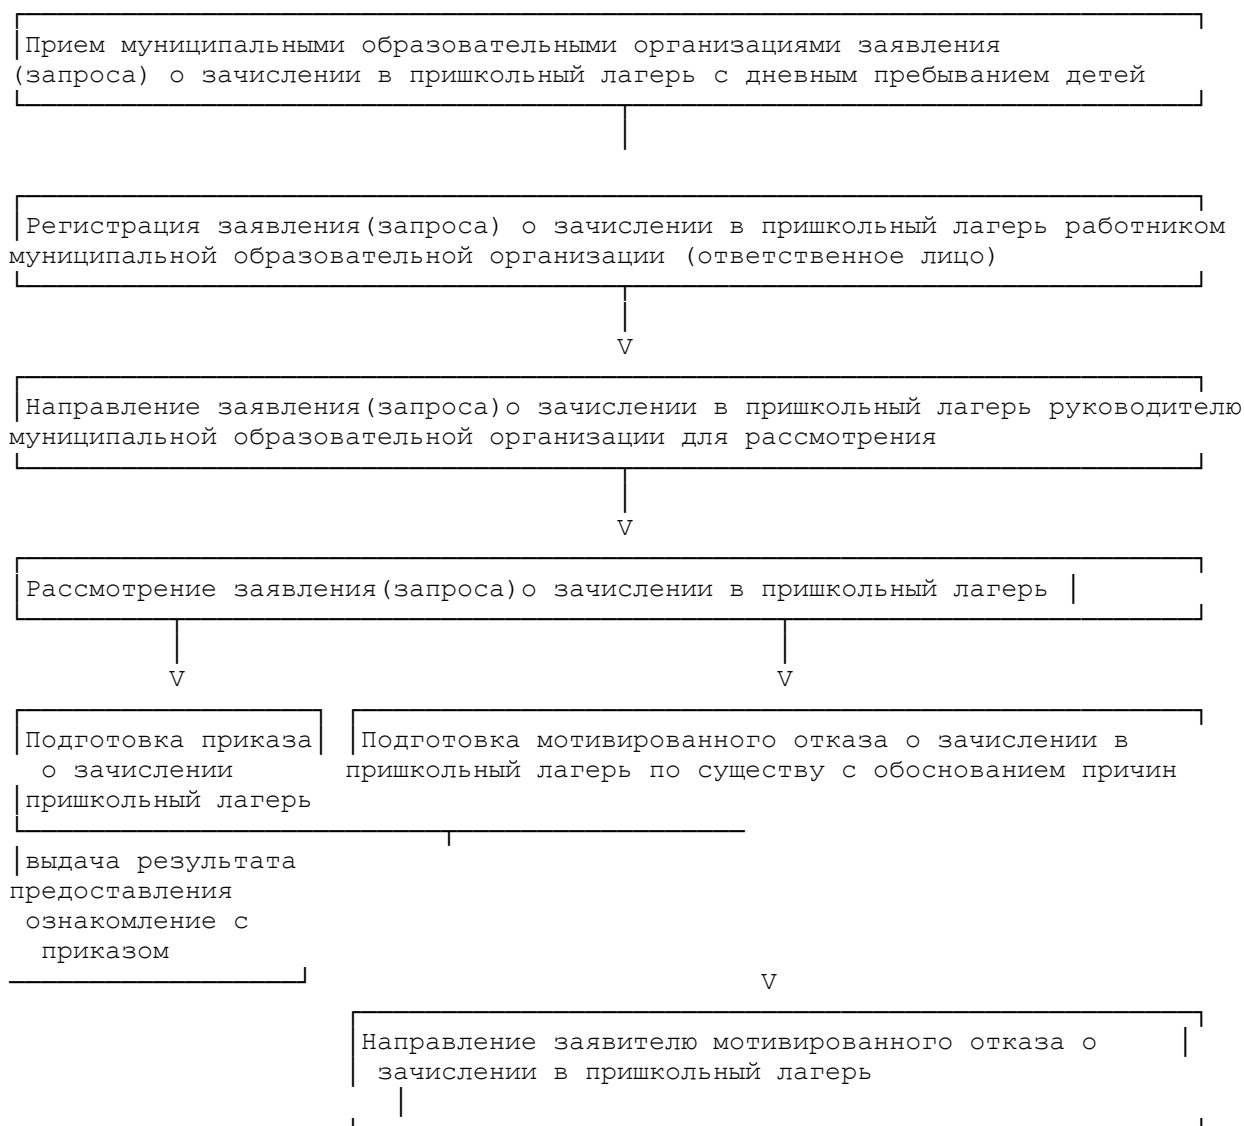 Прием муниципальными образовательными организациями заявления
(запроса) о зачислении в пришкольный лагерь с дневным пребыванием детей
Регистрация заявления(запроса) о зачислении в пришкольный лагерь работником
муниципальной образовательной организации (ответственное лицо)
V
Направление заявления(запроса)о зачислении в пришкольный лагерь руководителю
муниципальной образовательной организации для рассмотрения
V
Рассмотрение заявления(запроса)о зачислении в пришкольный лагерь
V V
Подготовка приказа
о зачислении
пришкольный лагерь
Подготовка мотивированного отказа о зачислении в
пришкольный лагерь по существу с обоснованием причин
выдача результата
предоставления
ознакомление с
приказом
V
Направление заявителю мотивированного отказа о
зачислении в пришкольный лагерь